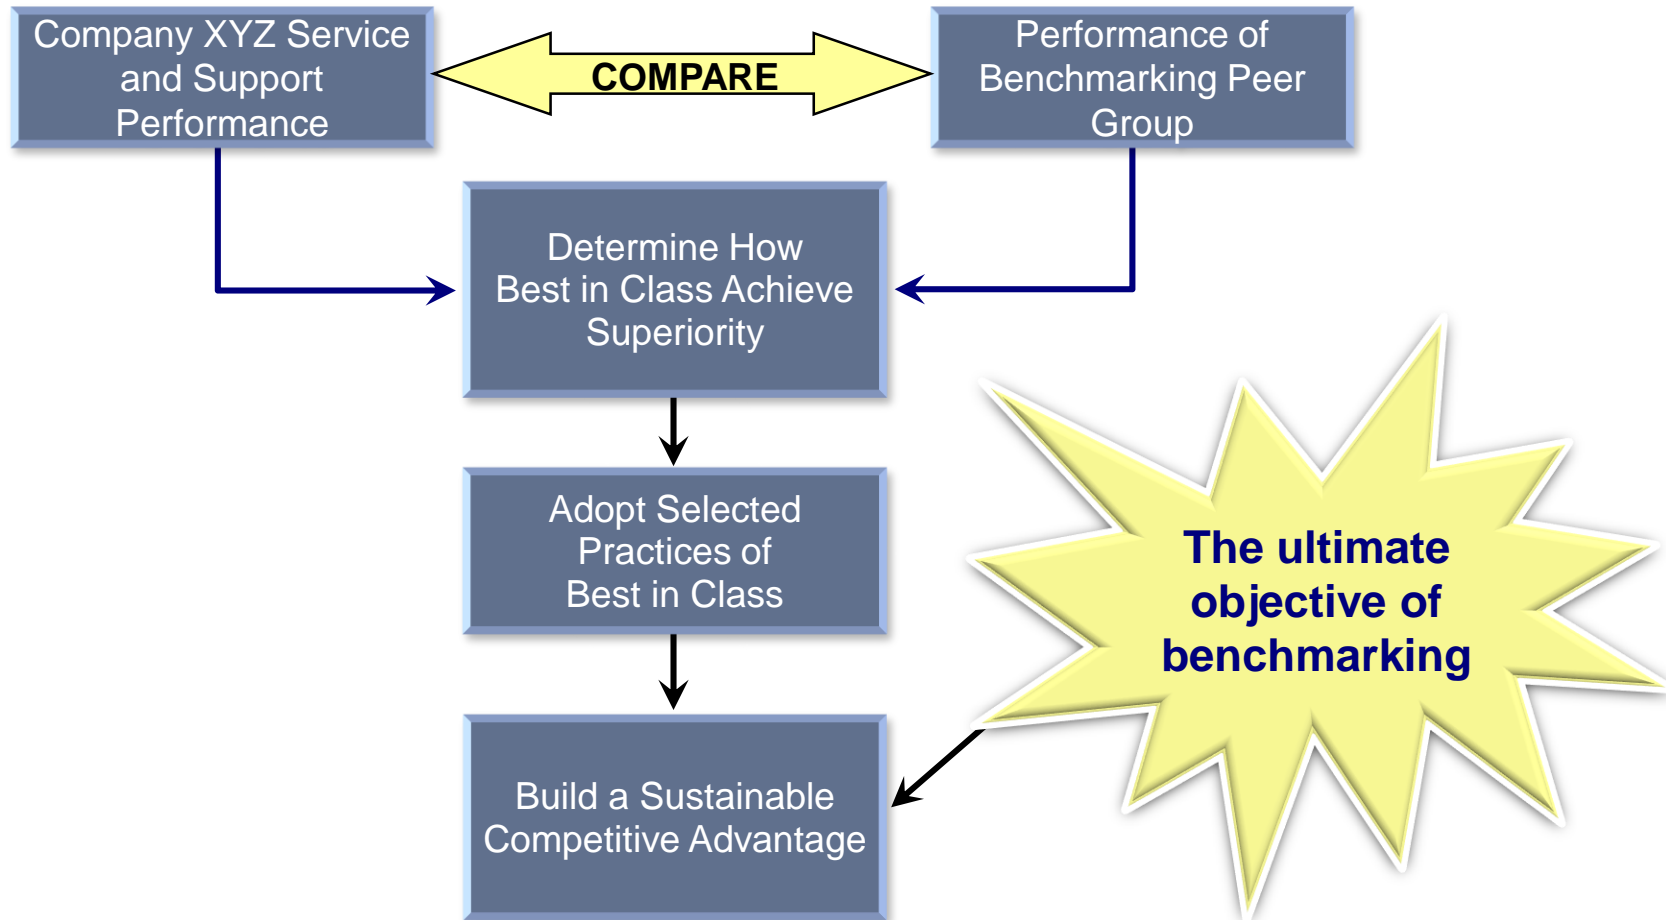 Company XYZ Service
and Support
Performance
COMPARE
Performance of
Benchmarking Peer
Group
Determine How
Best in Class Achieve
Superiority
Adopt Selected
Practices of
Best in Class
The ultimate
objective of
benchmarking
Build a Sustainable
Competitive Advantage